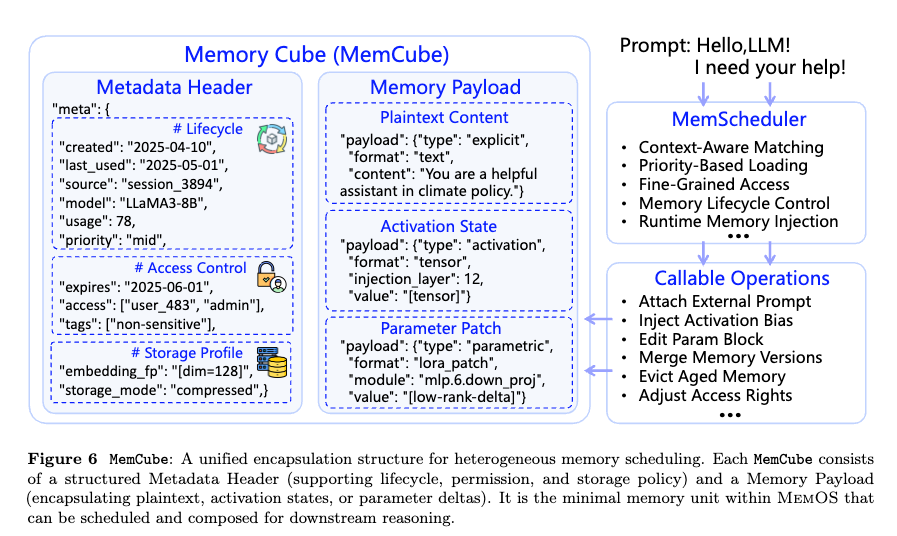 Memory Cube (MemCube)
Metadata Header
"meta": {
# Lifecycle
"created": "2025-04-10",
"last_used": "2025-05-01",
"source": "session_3894",
"model": "LLaMA3-8B",
"usage": 78,
"priority": "mid",
# Access Control
"expires": "2025-06-01",
"access": ["user_483", "admin"],
"tags": ["non-sensitive"],
# Storage Profile
"embedding_fp": "[dim=128]",
"storage_mode": "compressed",}
Memory Payload
Plaintext Content
"payload": {"type": "explicit",
"format": "text",
"content": "You are a helpful
assistant in climate policy."}
Activation State
"payload": {"type": "activation",
"format": "tensor",
"injection_layer": 12,
"value": "[tensor]"}
Parameter Patch
"payload": {"type": "parametric",
"format": "lora_patch",
"module": "mlp.6.down_proj",
"value": "[low-rank-delta]"}
Prompt: Hello,LLM!
I need your help!
MemScheduler
• Context-Aware Matching
• Priority-Based Loading
• Fine-Grained Access
• Memory Lifecycle Control
• Runtime Memory Injection
•••
Callable Operations
• Attach External Prompt
• Inject Activation Bias
• Edit Param Block
• Merge Memory Versions
• Evict Aged Memory
• Adjust Access Rights
•••
Figure 6 MemCube: A unified encapsulation structure for heterogeneous memory scheduling. Each MemCube consists
of a structured Metadata Header (supporting lifecycle, permission, and storage policy) and a Memory Payload
(encapsulating plaintext, activation states, or parameter deltas). It is the minimal memory unit within MemOS that
can be scheduled and composed for downstream reasoning.